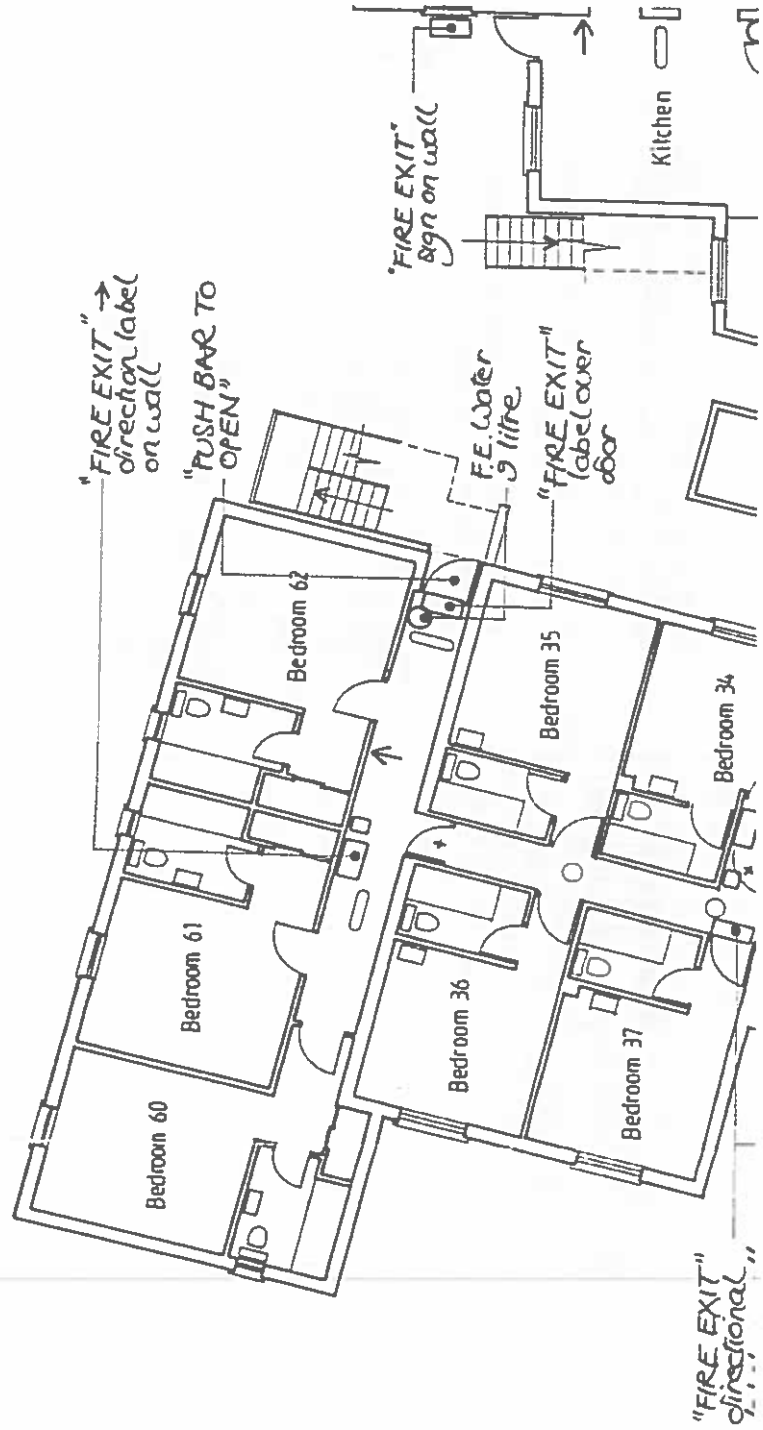 "FIRE EXIT" →
direction label
on wall
"PUSH BAR TO
OPEN"
"FIRE EXIT"
sign on wall
F.E. Water
9 litre
"FIRE EXIT"
label over
door
Kitchen
Bedroom 62
Bedroom 61
Bedroom 60
Bedroom 35
Bedroom 34
Bedroom 36
Bedroom 37
"FIRE EXIT"
directional